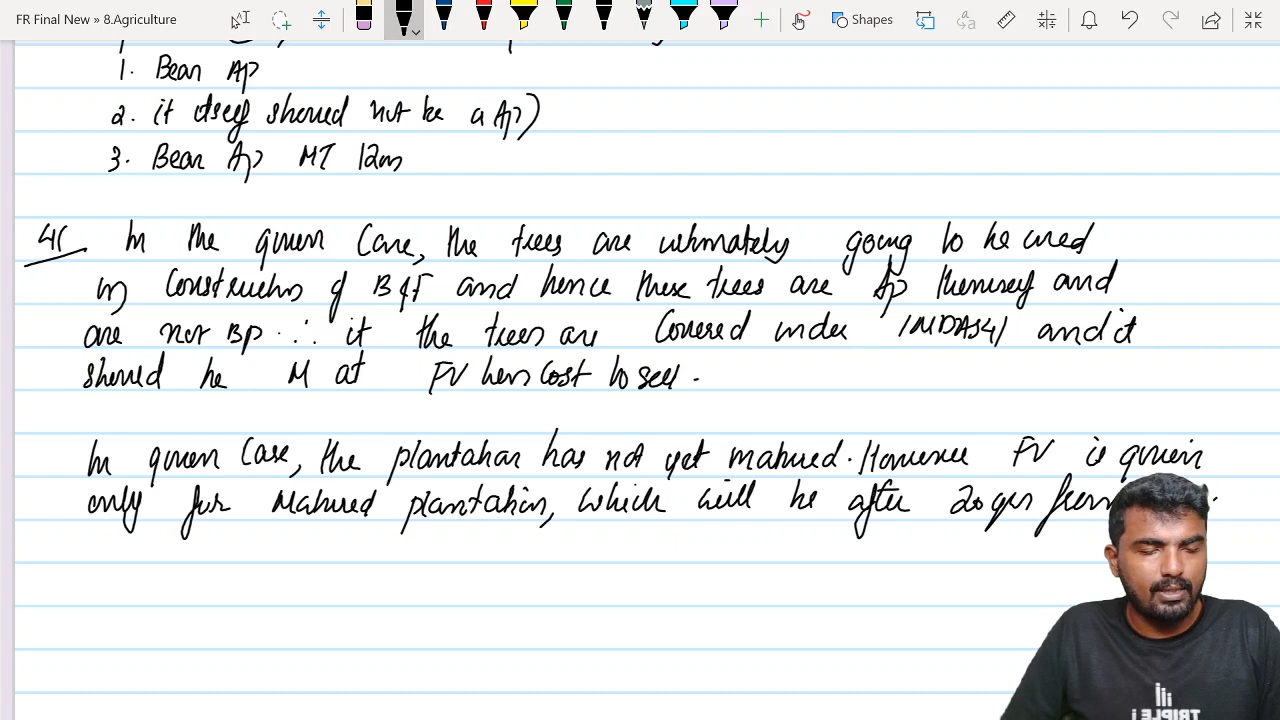 FR Final New » 8.Agriculture
Shapes
1. Bear Ap
2. it itself should not be a Ap)
3. Bear Ap MT 12m
4C In the given Case, the trees are ultimately going to be used
in Construction of B & F and hence these trees are Ap themself and
are not BP ∴ it the trees are Covered under INDAS41 and it
should be M at FV less Cost to sell.
In given Case, the plantation has not yet matured. However FV is given
only for Matured plantation, which will be after 20 yrs from
TRIPLE i